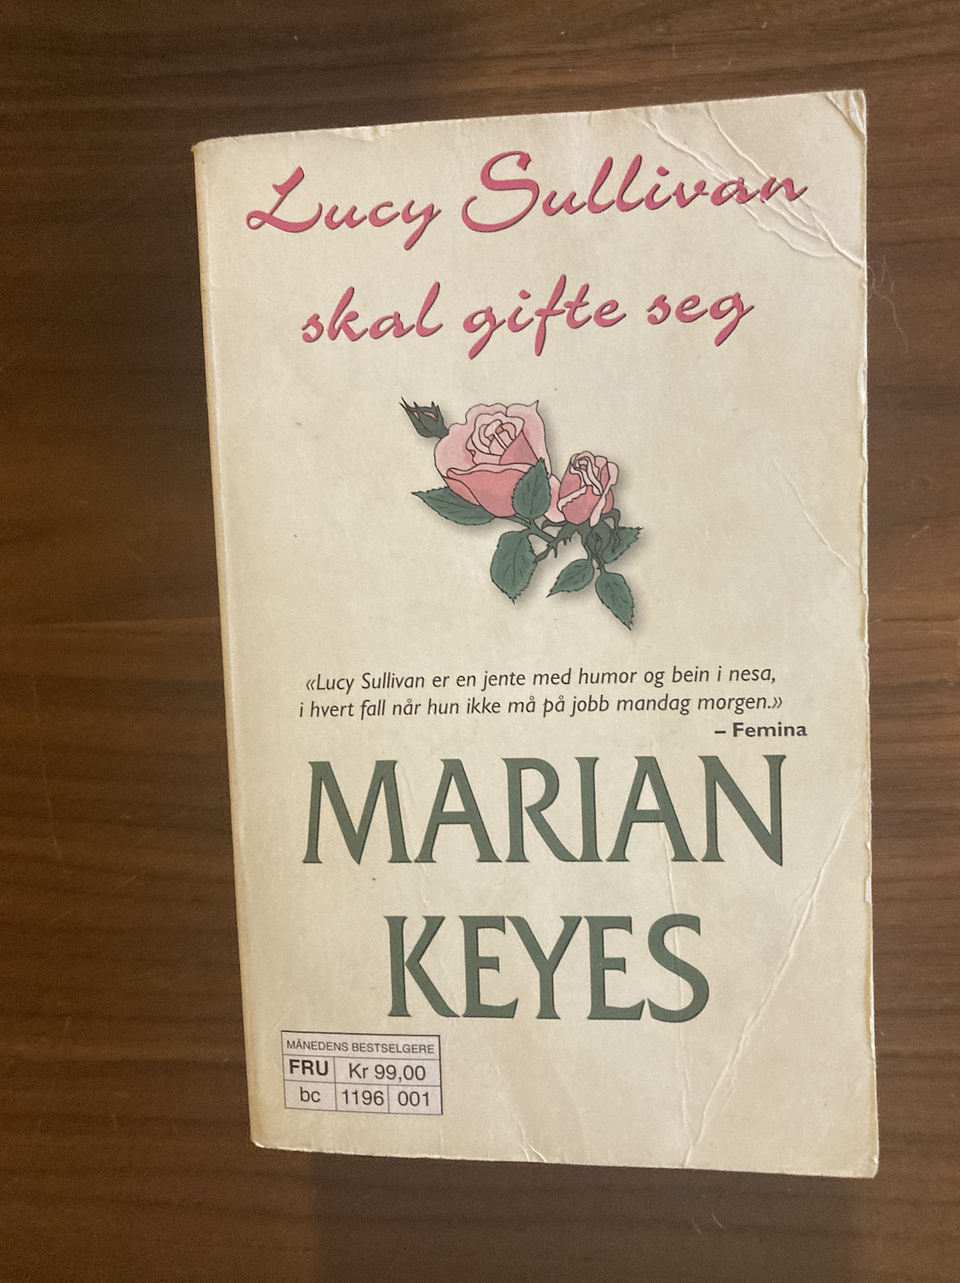 Lucy Sullivan
skal gifte seg
«Lucy Sullivan er en jente med humor og bein i nesa,
i hvert fall når hun ikke må på jobb mandag morgen.»
– Femina
MARIAN
KEYES
MÅNEDENS BESTSELGERE
FRU Kr 99,00
bc 1196 001